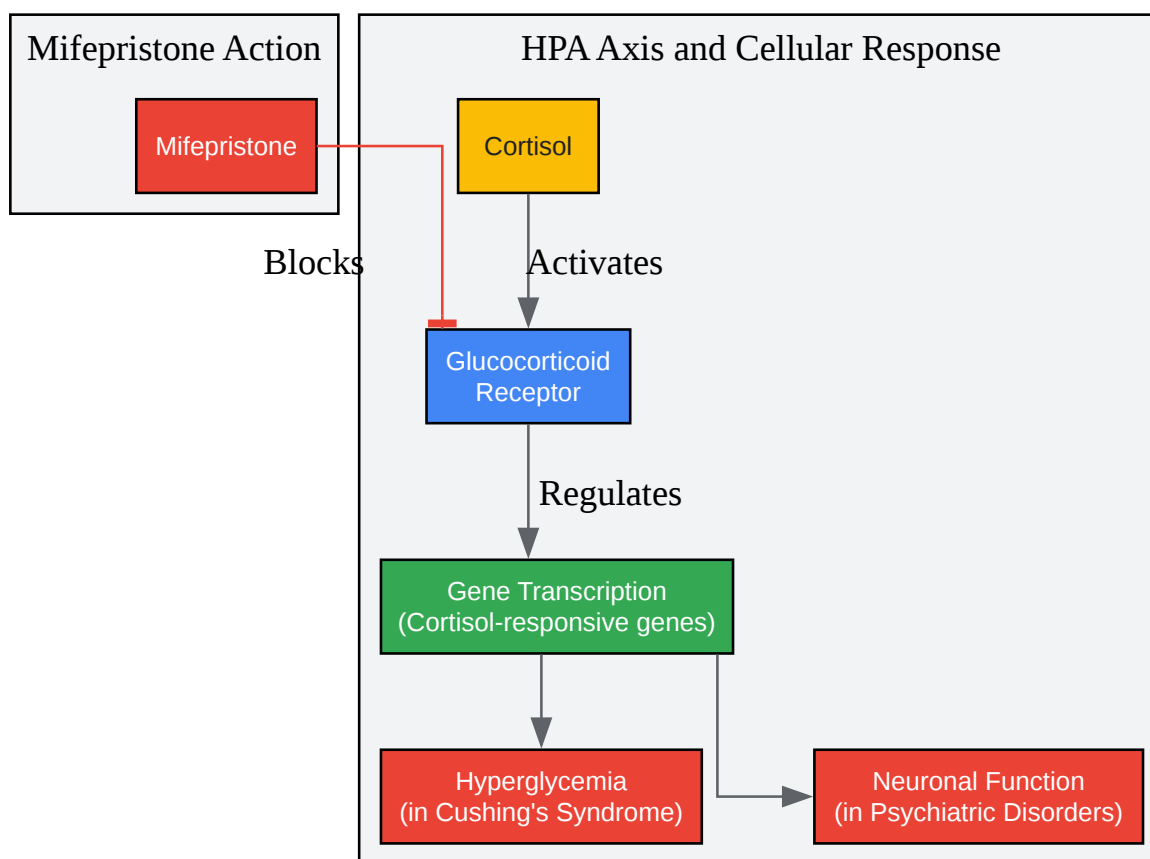 Mifepristone Action
HPA Axis and Cellular Response
Mifepristone
Cortisol
Blocks
Activates
Glucocorticoid
Receptor
Regulates
Gene Transcription
(Cortisol-responsive genes)
Hyperglycemia
(in Cushing's Syndrome)
Neuronal Function
(in Psychiatric Disorders)